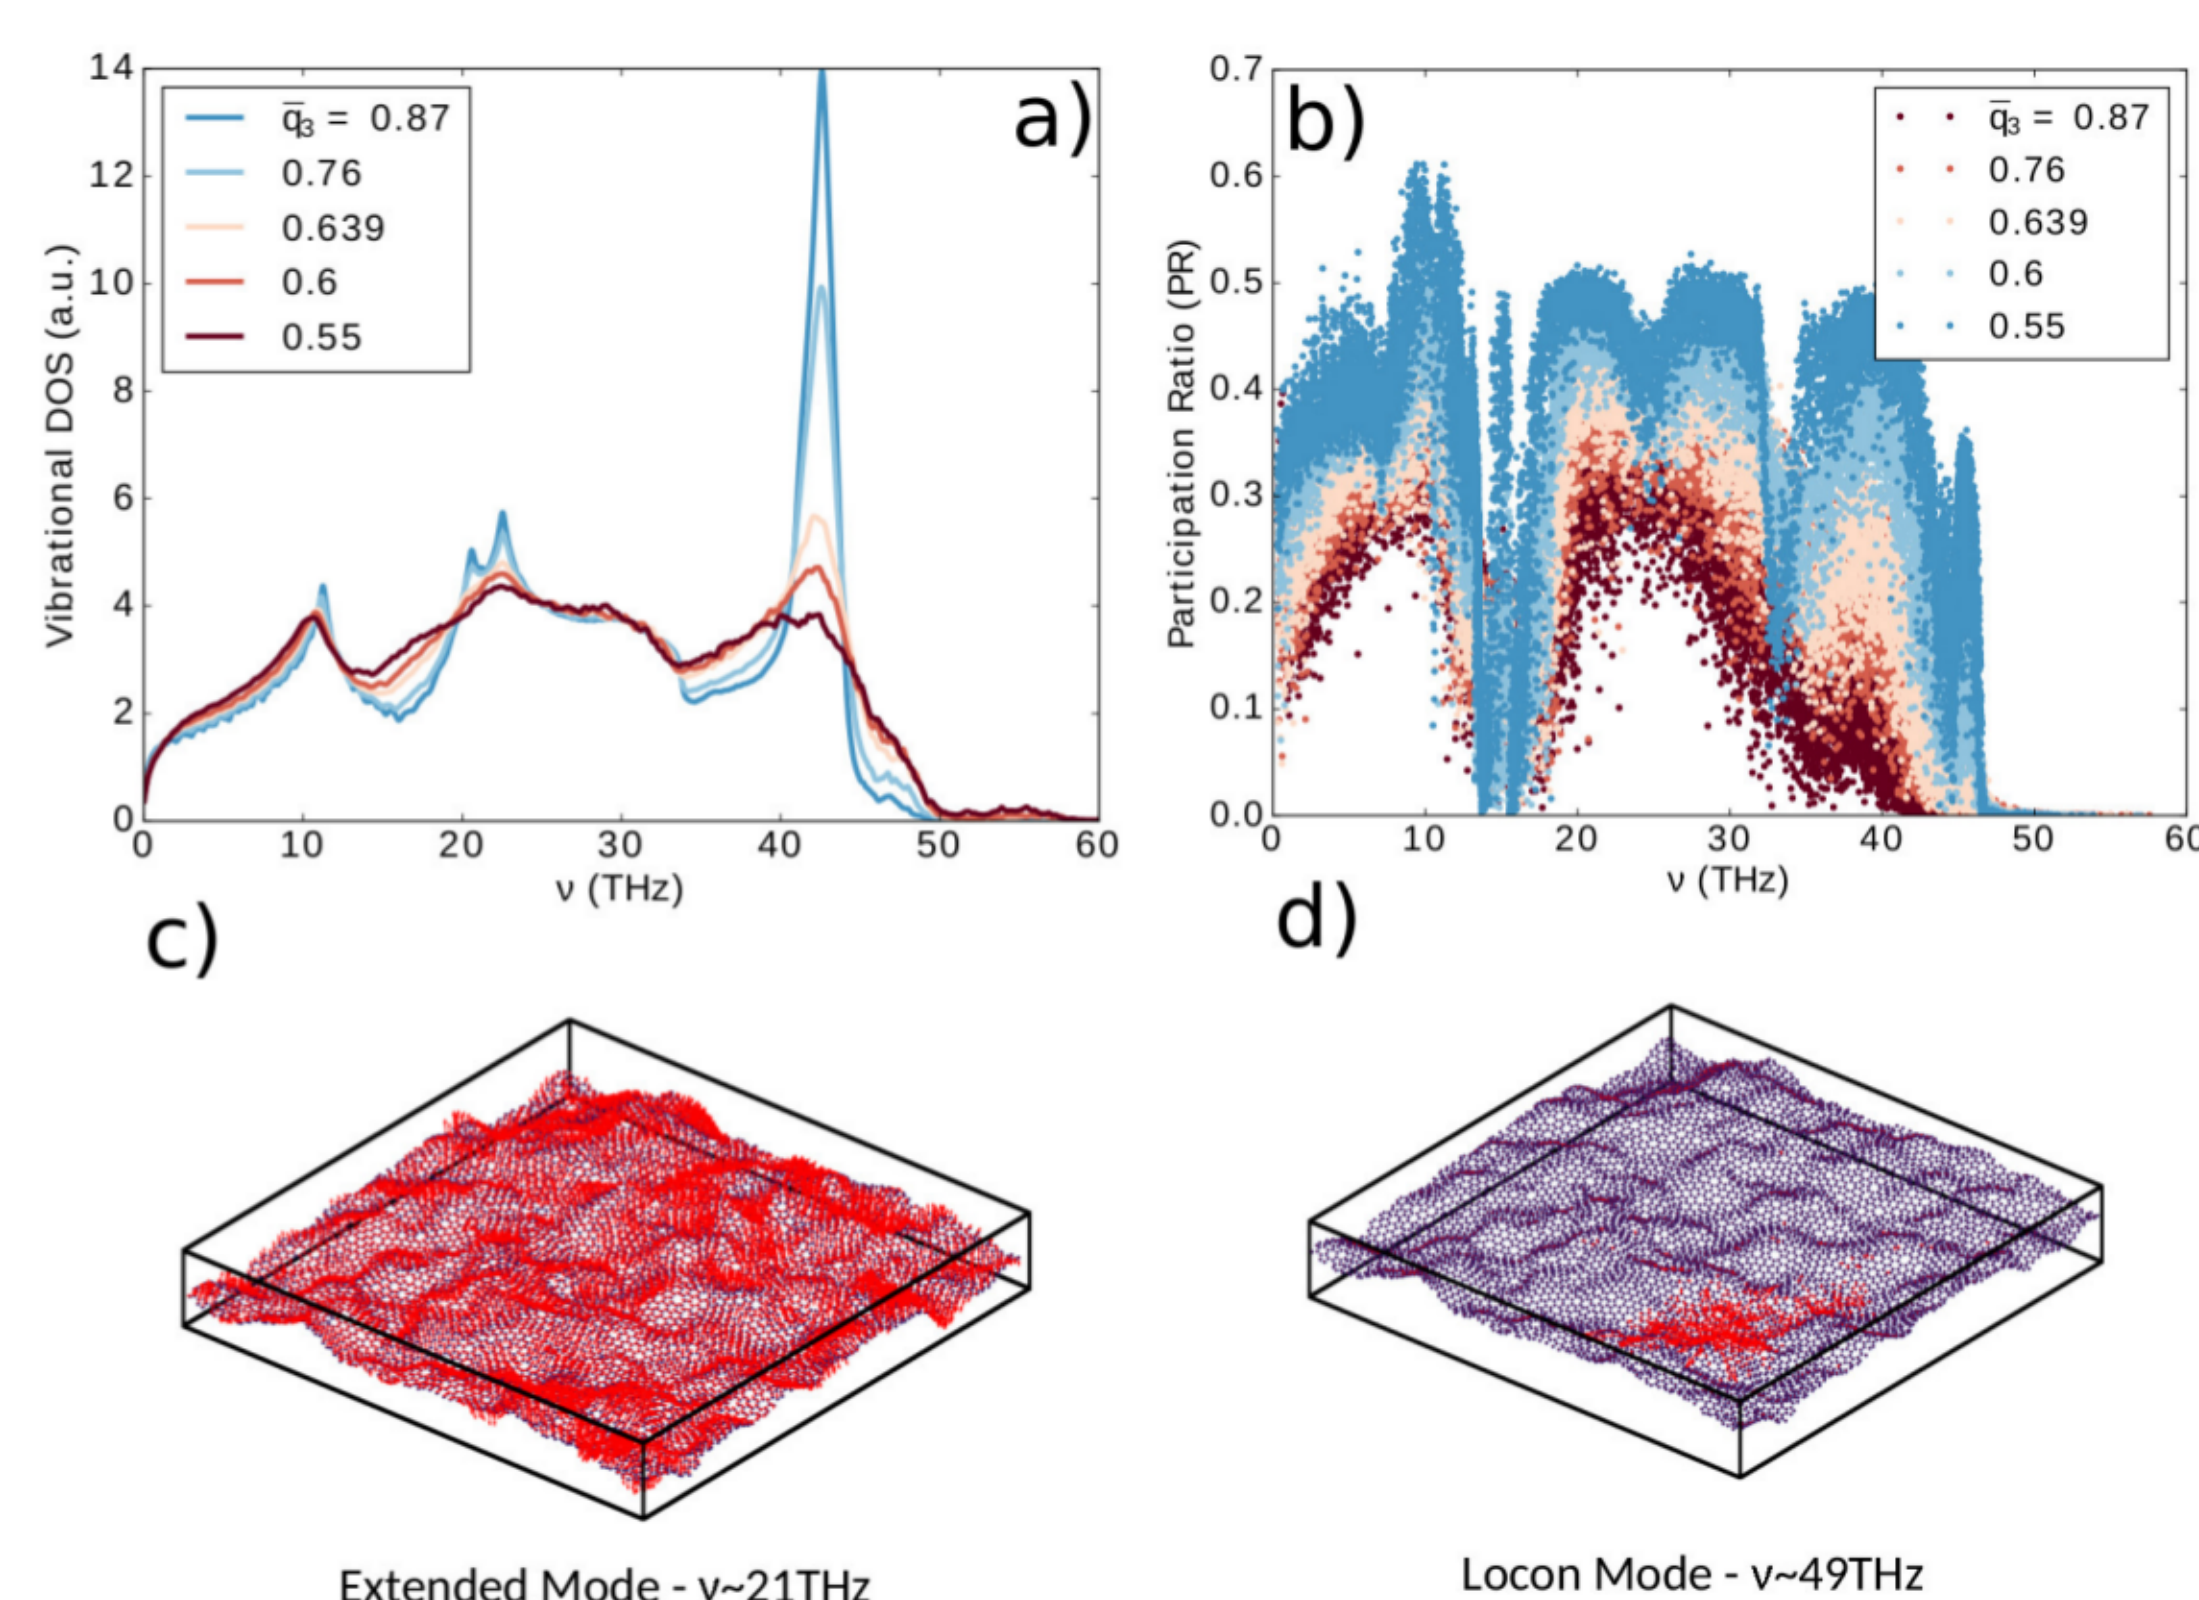 a)
Vibrational DOS (a.u.)
14
12
10
8
6
4
2
0
q̅₃ = 0.87
0.76
0.639
0.6
0.55
0 10 20 30 40 50 60
ν (THz)
b)
Participation Ratio (PR)
0.7
0.6
0.5
0.4
0.3
0.2
0.1
0.0
q̅₃ = 0.87
0.76
0.639
0.6
0.55
0 10 20 30 40 50 60
ν (THz)
c)
Extended Mode - ν~21THz
d)
Locon Mode - ν~49THz